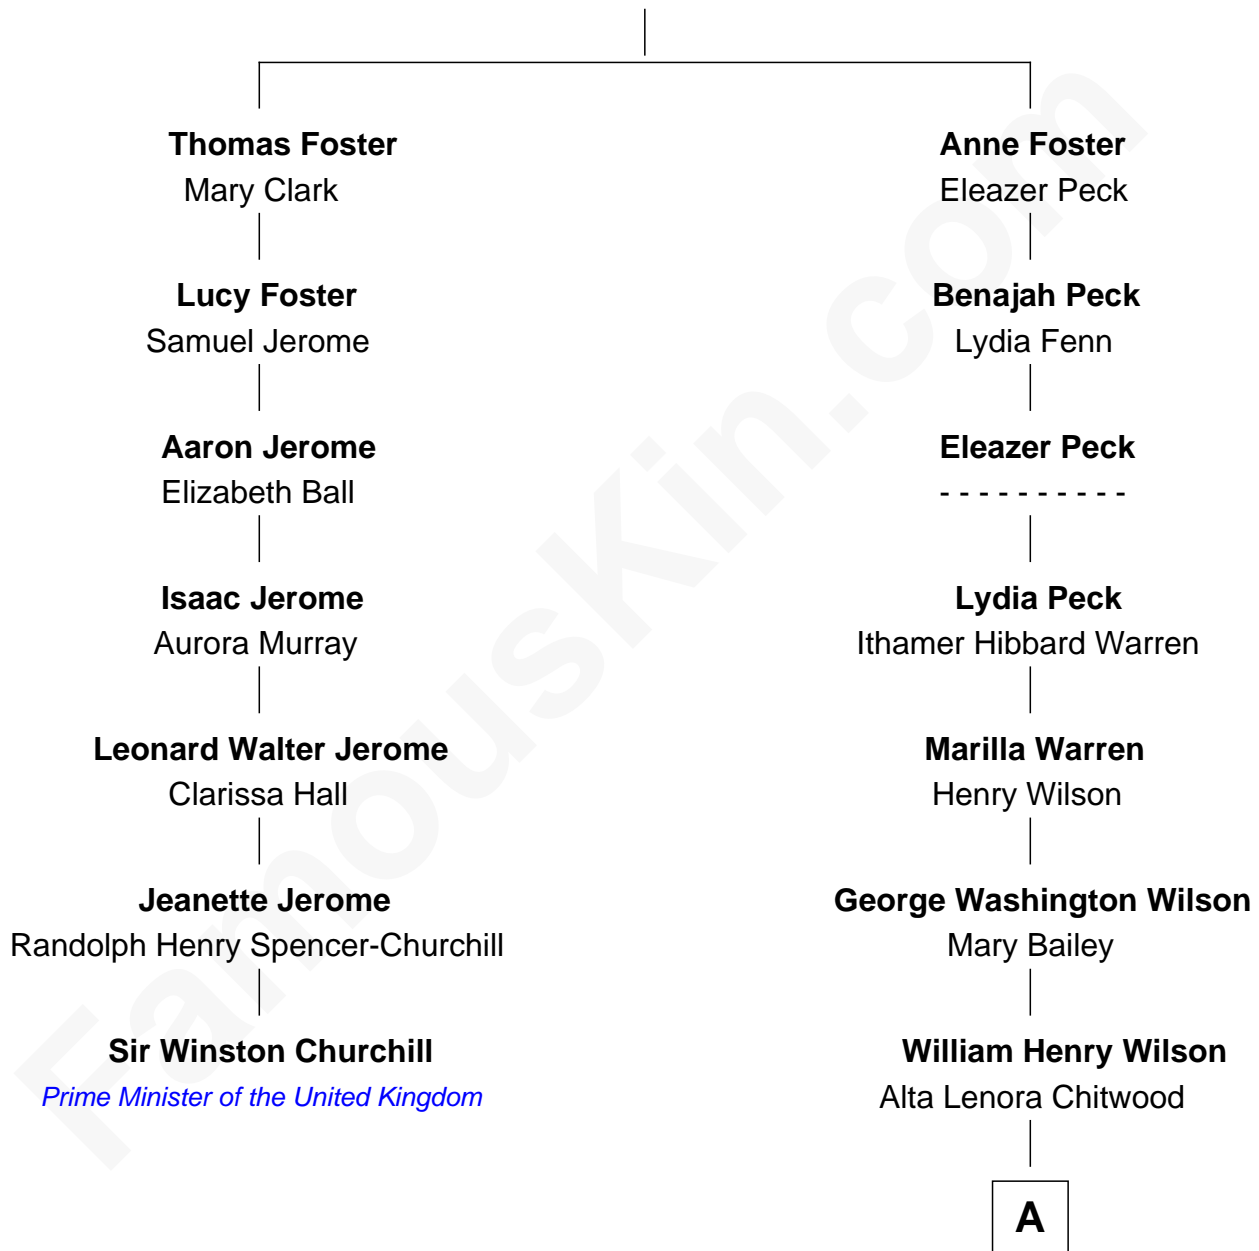 Thomas Foster
Mary Clark
Lucy Foster
Samuel Jerome
Aaron Jerome
Elizabeth Ball
Isaac Jerome
Aurora Murray
Leonard Walter Jerome
Clarissa Hall
Jeanette Jerome
Randolph Henry Spencer-Churchill
Sir Winston Churchill
Prime Minister of the United Kingdom
Anne Foster
Eleazer Peck
Benajah Peck
Lydia Fenn
Eleazer Peck
- - - - - - - - - -
Lydia Peck
Ithamer Hibbard Warren
Marilla Warren
Henry Wilson
George Washington Wilson
Mary Bailey
William Henry Wilson
Alta Lenora Chitwood
A
FamousKin.com